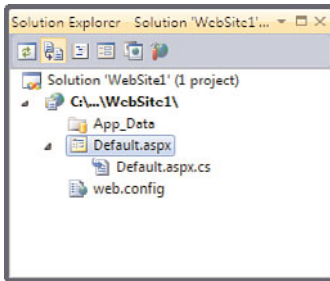 Solution Explorer - Solution 'WebSite1'...
Solution 'WebSite1' (1 project)
C:\...\WebSite1\
App_Data
Default.aspx
Default.aspx.cs
web.config